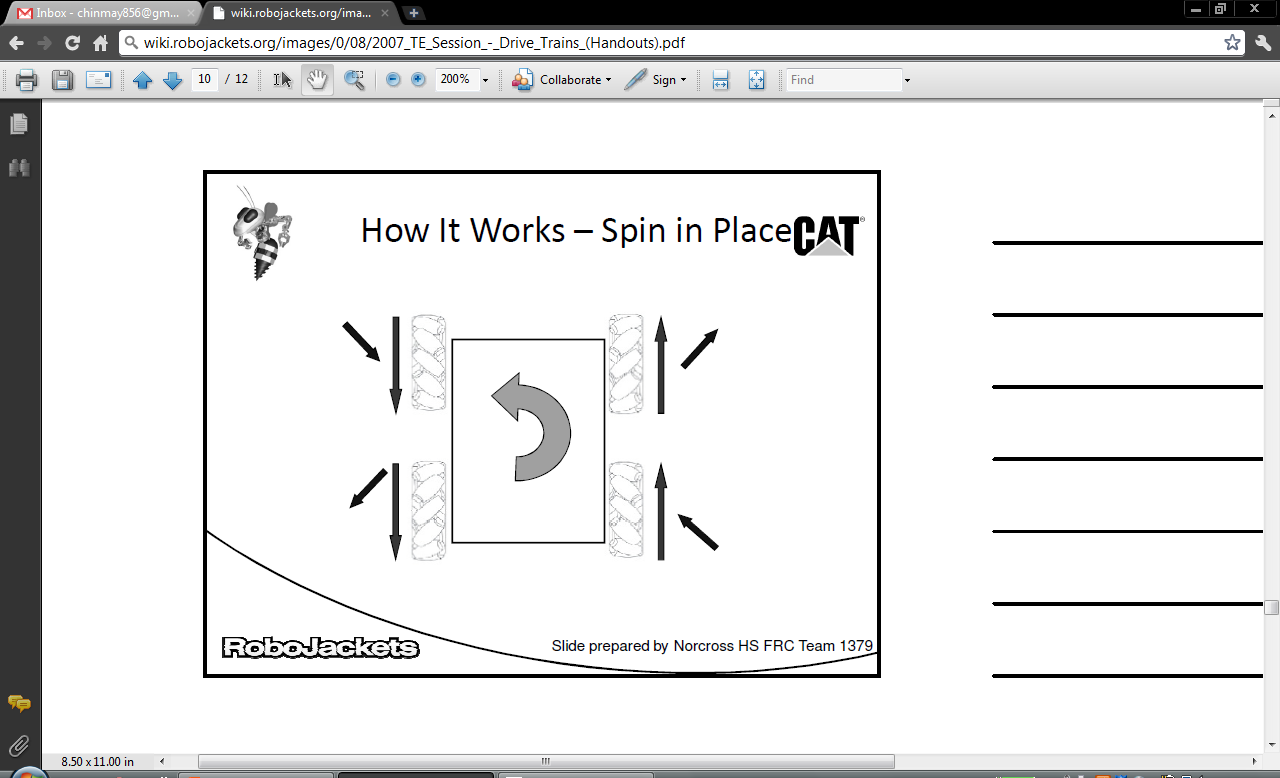 Inbox - chinmay856@gm...
wiki.robojackets.org/ima...
wiki.robojackets.org/images/0/08/2007_TE_Session_-_Drive_Trains_(Handouts).pdf
10 / 12
200%
Collaborate
Sign
Find
How It Works – Spin in Place
CAT®
RoboJackets
Slide prepared by Norcross HS FRC Team 1379
8.50 x 11.00 in